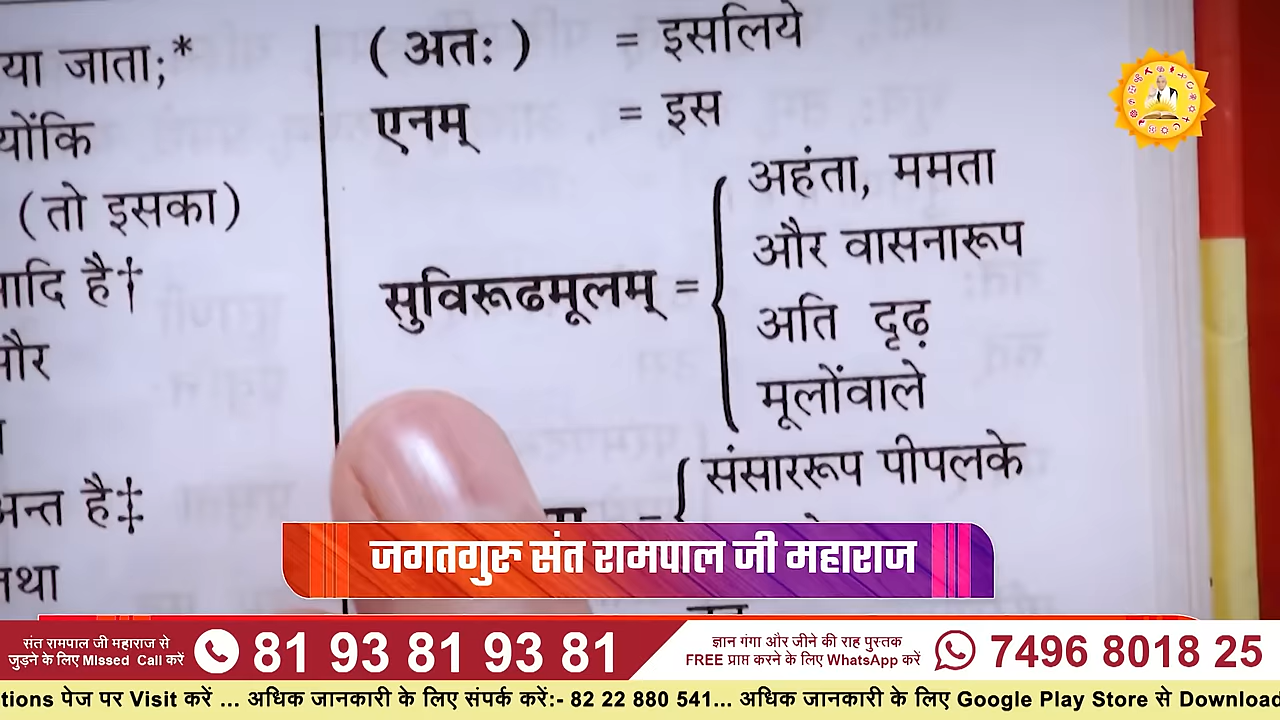 या जाता;*
योंकि
(तो इसका)
आदि है†
और
अन्त है‡
तथा
(अतः) = इसलिये
एनम् = इस
सुविरूढमूलम् = अहंता, ममता
और वासनारूप
अति दृढ़
मूलोंवाले
संसाररूप पीपलके
जगतगुरु संत रामपाल जी महाराज
संत रामपाल जी महाराज से
जुड़ने के लिए Missed Call करें
81 93 81 93 81
ज्ञान गंगा और जीने की राह पुस्तक
FREE प्राप्त करने के लिए WhatsApp करें
7496 8018 25
tions पेज पर Visit करें ... अधिक जानकारी के लिए संपर्क करें:- 82 22 880 541... अधिक जानकारी के लिए Google Play Store से Download